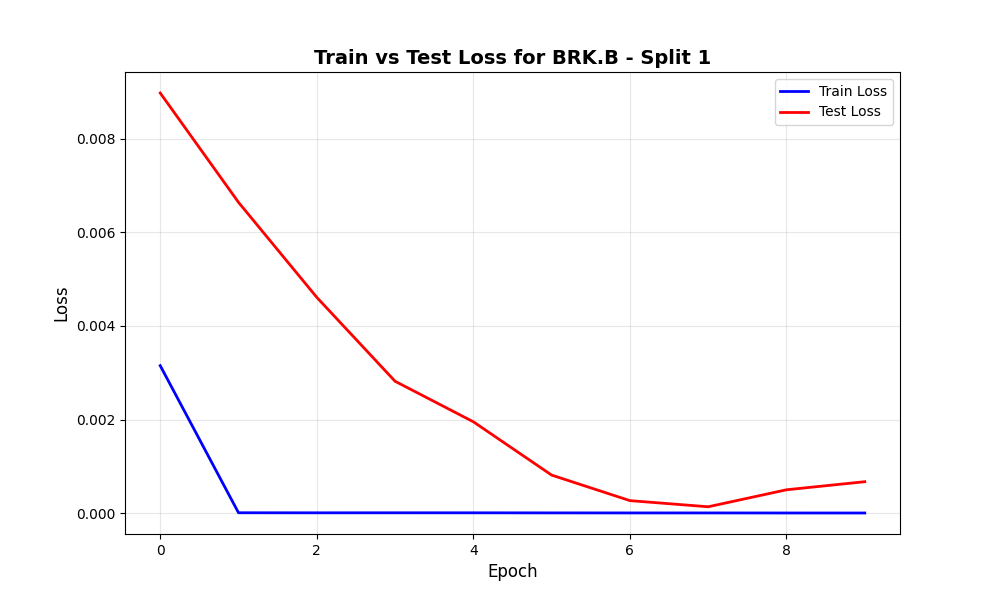 Train vs Test Loss for BRK.B - Split 1
Train Loss
Test Loss
0.008
0.006
0.004
0.002
0.000
Loss
0 2 4 6 8
Epoch